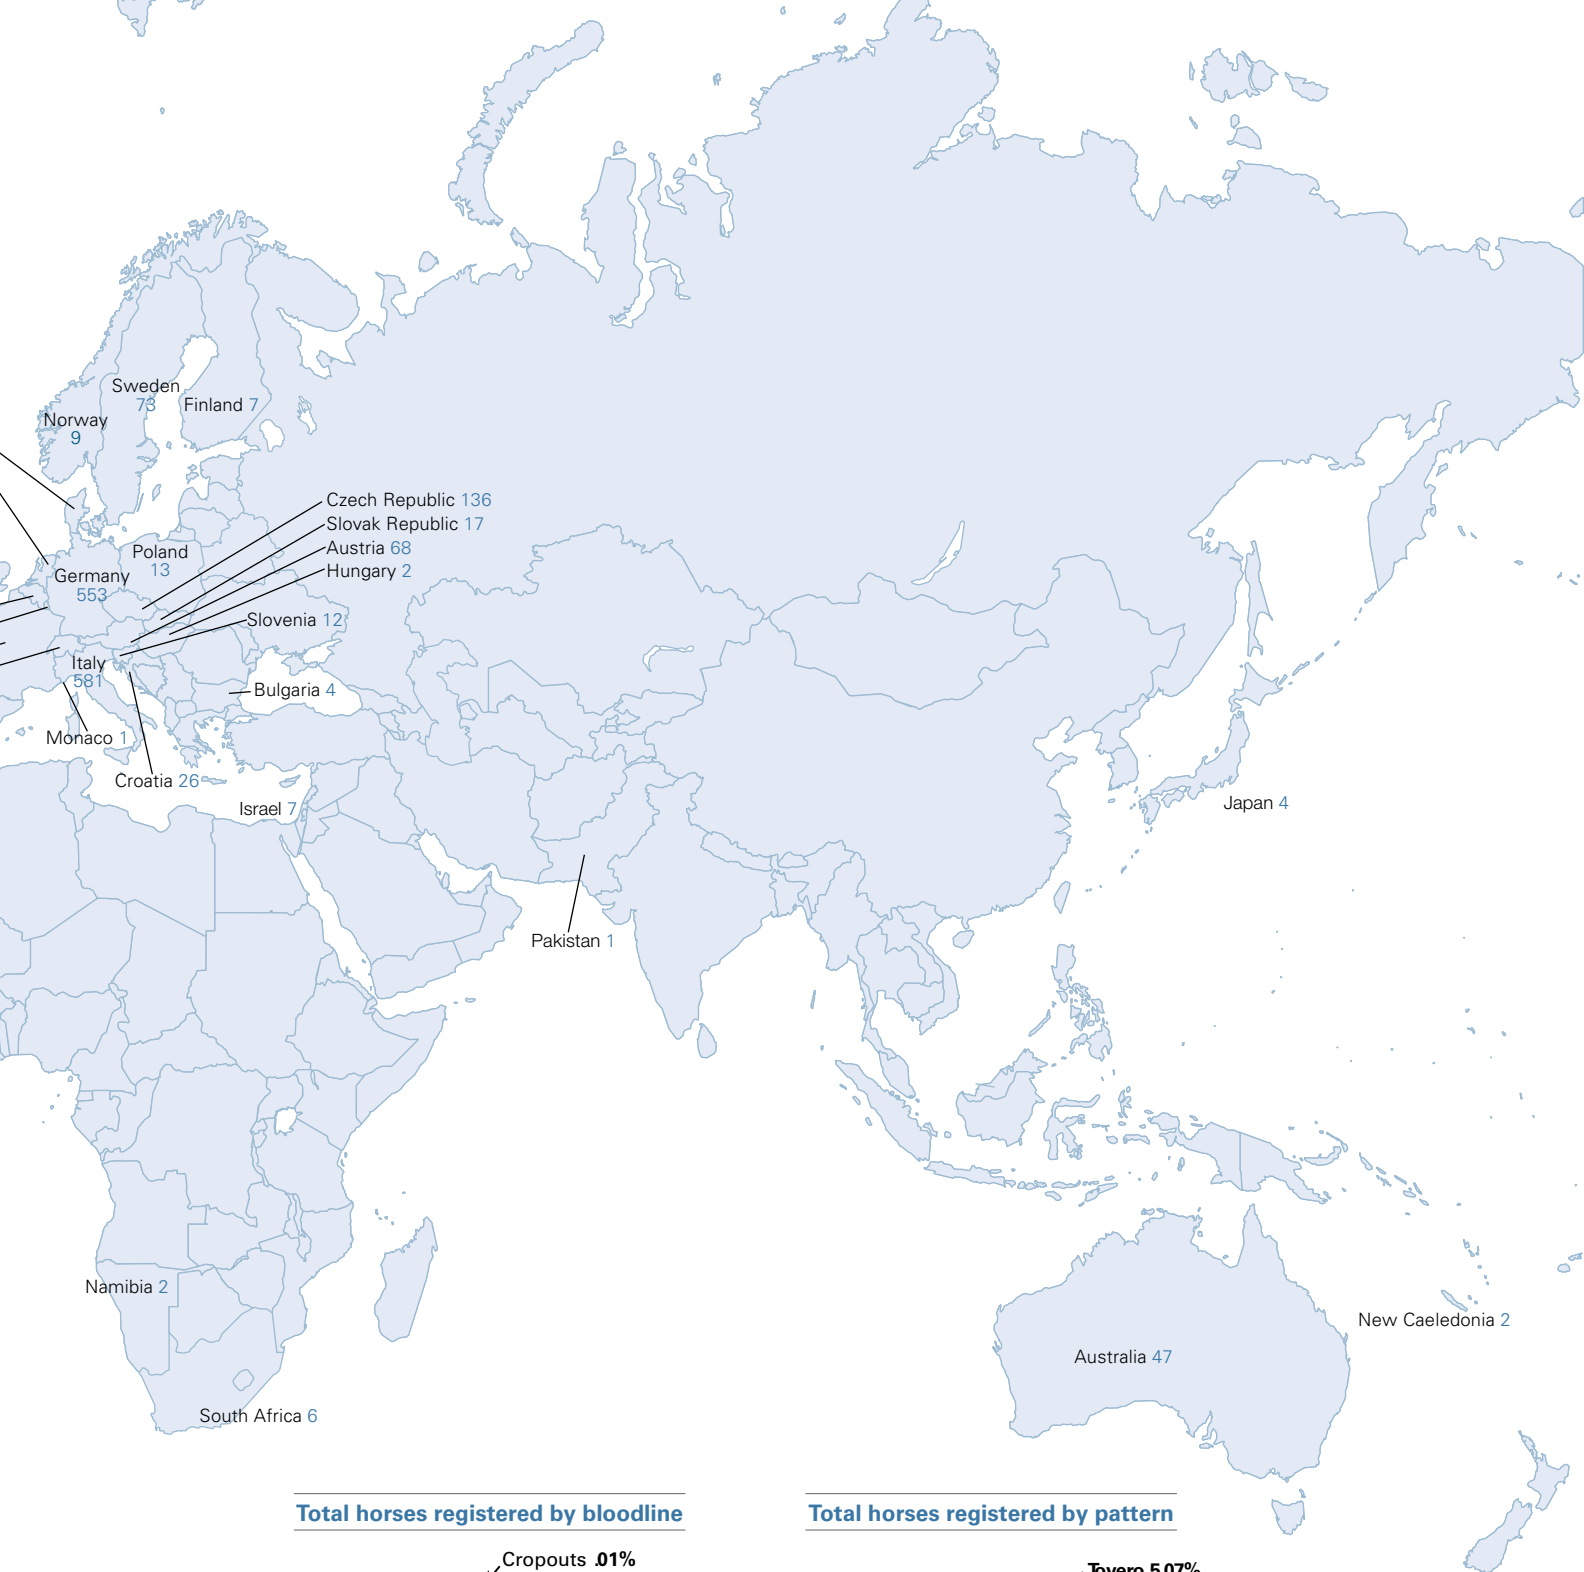 Sweden
73
Finland 7
Norway
9
Czech Republic 136
Slovak Republic 17
Austria 68
Hungary 2
Poland
13
Germany
553
Slovenia 12
Italy
581
Bulgaria 4
Monaco 1
Croatia 26
Israel 7
Japan 4
Pakistan 1
Namibia 2
New Caeledonia 2
Australia 47
South Africa 6
Total horses registered by bloodline
Total horses registered by pattern
Cropouts .01%
Tovero 5.07%